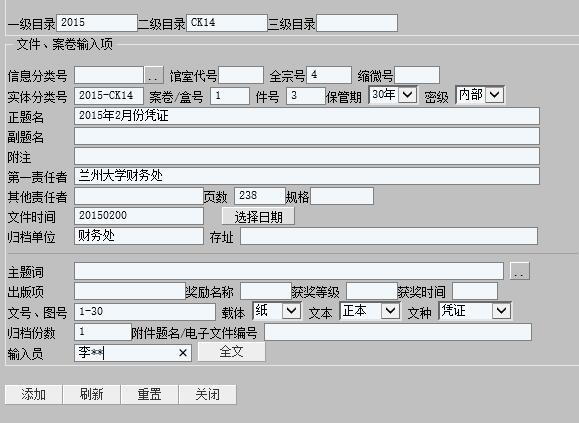 一级目录 2015 二级目录 CK14 三级目录
文件、案卷输入项
信息分类号 .. 馆室代号 全宗号 4 缩微号
实体分类号 2015-CK14 案卷/盒号 1 件号 3 保管期 30年 密级 内部
正题名 2015年2月份凭证
副题名
附注
第一责任者 兰州大学财务处
其他责任者 页数 238 规格
文件时间 20150200 选择日期
归档单位 财务处 存址
主题词 ..
出版项 奖励名称 获奖等级 获奖时间
文号、图号 1-30 载体 纸 文本 正本 文种 凭证
归档份数 1 附件题名/电子文件编号
输入员 李** × 全文
添加 刷新 重置 关闭